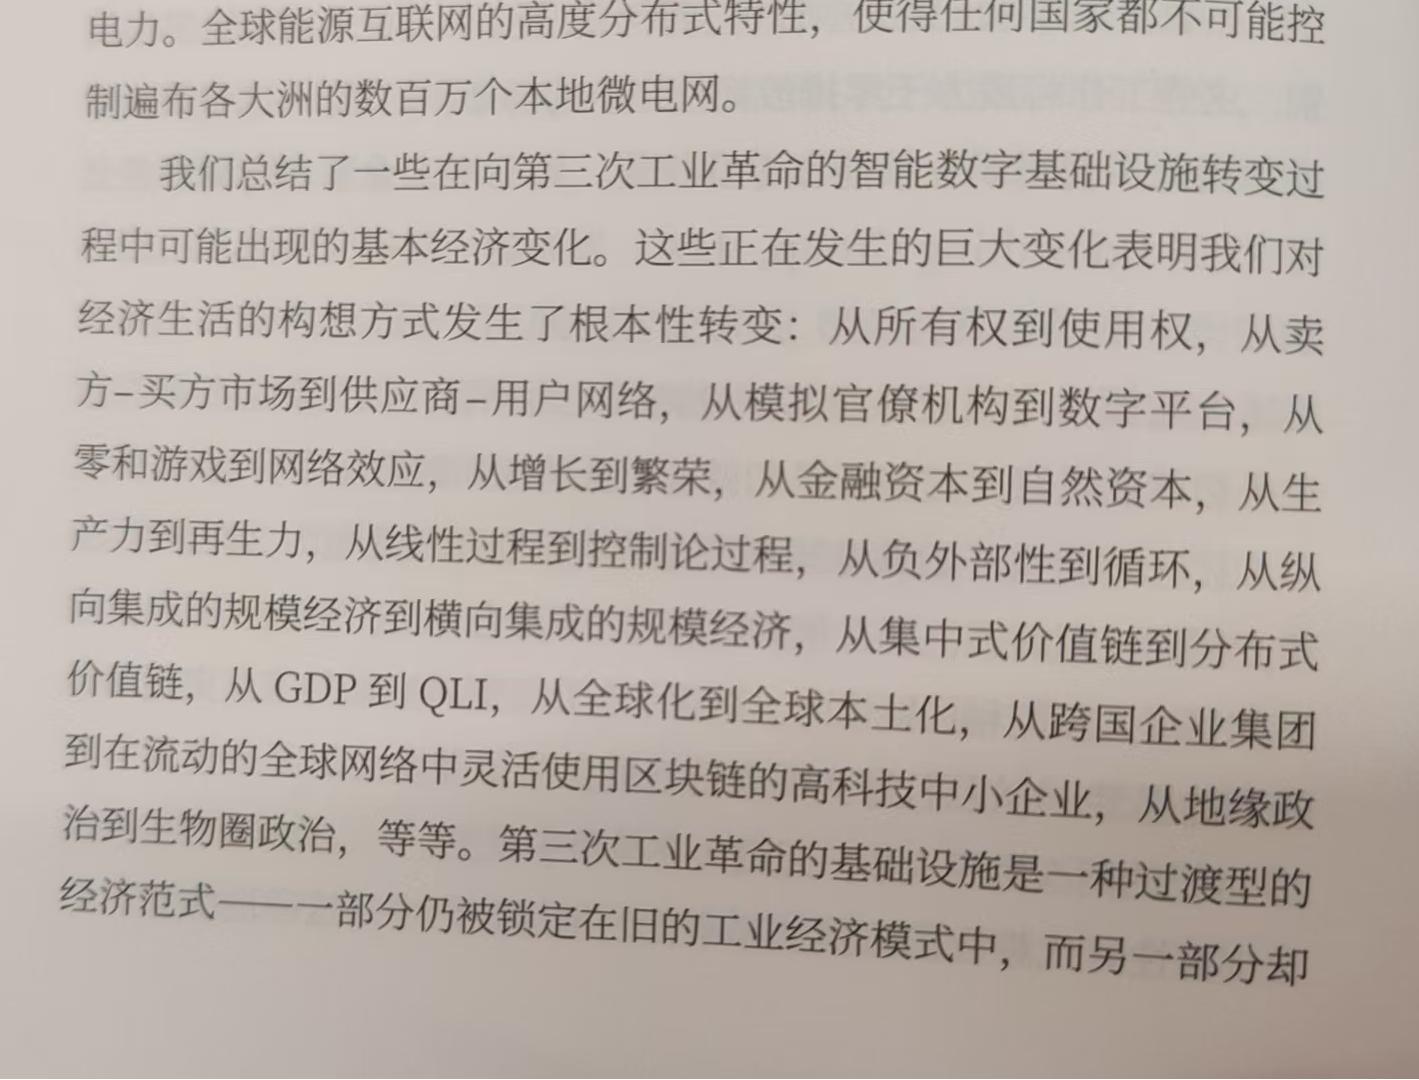 电力。全球能源互联网的高度分布式特性，使得任何国家都不可能控
制遍布各大洲的数百万个本地微电网。
我们总结了一些在向第三次工业革命的智能数字基础设施转变过
程中可能出现的基本经济变化。这些正在发生的巨大变化表明我们对
经济生活的构想方式发生了根本性转变：从所有权到使用权，从卖
方–买方市场到供应商–用户网络，从模拟官僚机构到数字平台，从
零和游戏到网络效应，从增长到繁荣，从金融资本到自然资本，从生
产力到再生力，从线性过程到控制论过程，从负外部性到循环，从纵
向集成的规模经济到横向集成的规模经济，从集中式价值链到分布式
价值链，从 GDP 到 QLI，从全球化到全球本土化，从跨国企业集团
到在流动的全球网络中灵活使用区块链的高科技中小企业，从地缘政
治到生物圈政治，等等。第三次工业革命的基础设施是一种过渡型的
经济范式——一部分仍被锁定在旧的工业经济模式中，而另一部分却